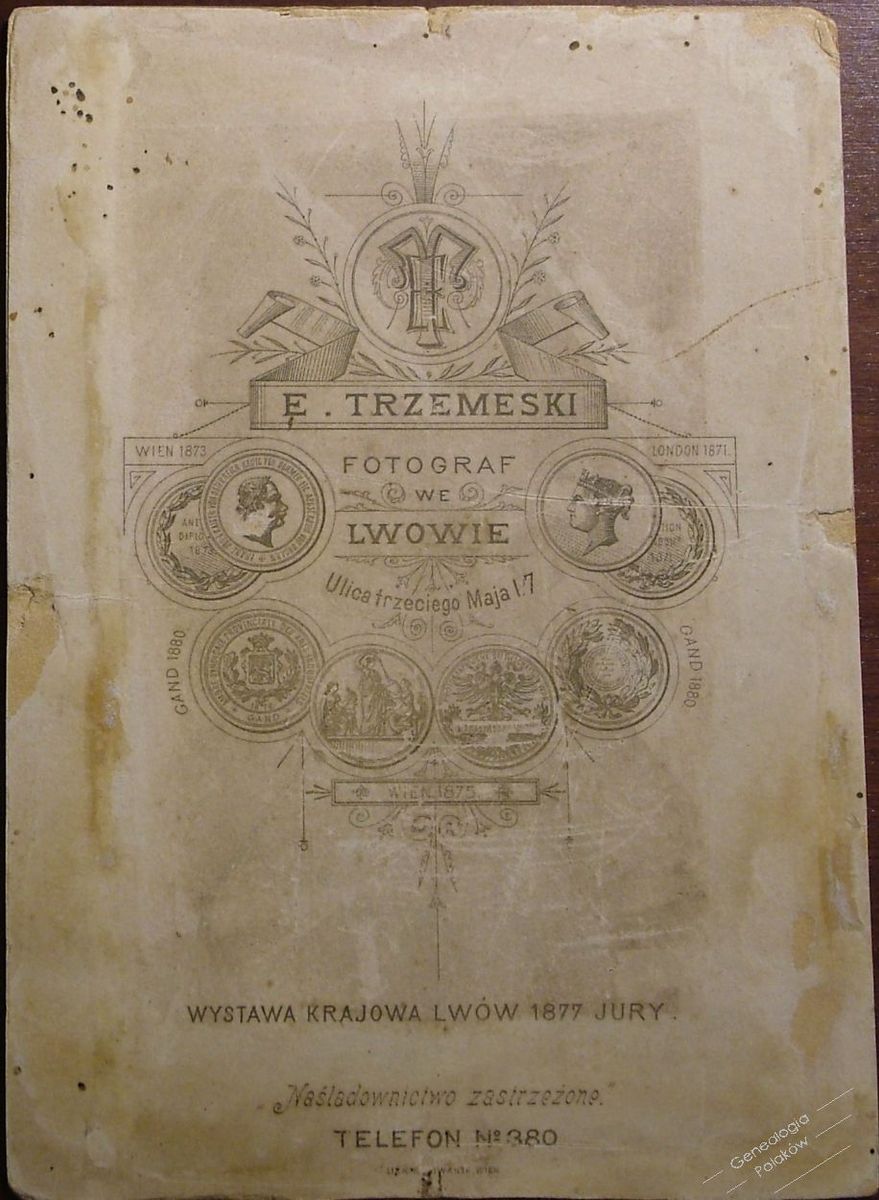 E. TRZEMESKI
WIEN 1873
LONDON 1871.
FOTOGRAF
WE
LWOWIE
Ulica trzeciego Maja l. 7
GAND 1880
GAND 1880
GAND
WIEN 1875
WYSTAWA KRAJOWA LWÓW 1877 JURY.
„Naśladownictwo zastrzeżone.”
TELEFON Nº 380
Genealogia
Polaków